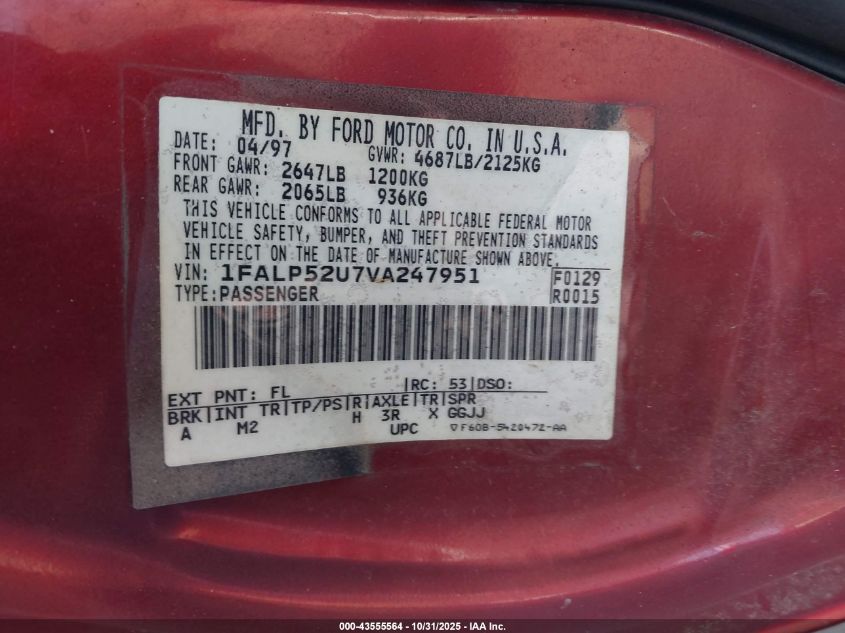 MFD. BY FORD MOTOR CO. IN U.S.A.
DATE: 04/97 GVWR: 4687LB/2125KG
FRONT GAWR: 2647LB 1200KG
REAR GAWR: 2065LB 936KG
THIS VEHICLE CONFORMS TO ALL APPLICABLE FEDERAL MOTOR
VEHICLE SAFETY, BUMPER, AND THEFT PREVENTION STANDARDS
IN EFFECT ON THE DATE OF MANUFACTURE SHOWN ABOVE.
VIN: 1FALP52U7VA247951 F0129
TYPE:PASSENGER R0015
EXT PNT: FL RC: 53 DSO:
BRK INT TR TP/PS R AXLE TR SPR
A M2 H 3R X GGJJ
UPC F60B-5420472-AA
000-43555564 | 10/31/2025 | IAA Inc.